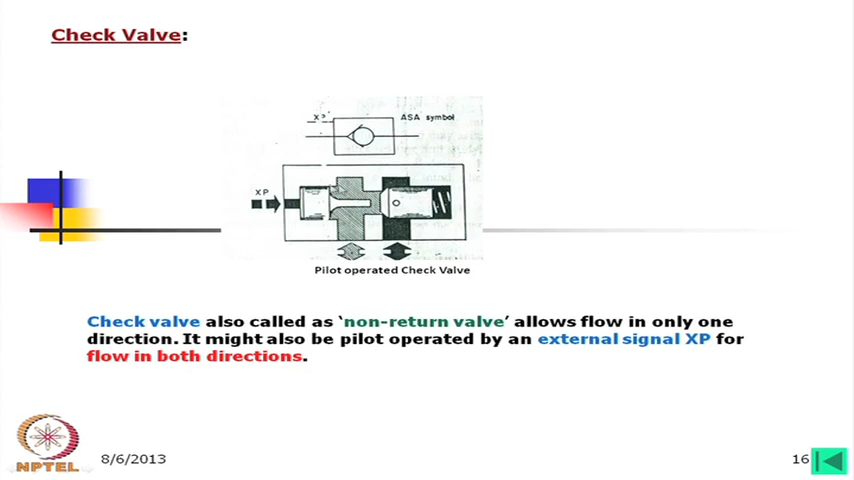 Check Valve:
XP
ASA symbol
XP
Pilot operated Check Valve
Check valve also called as ‘non-return valve’ allows flow in only one
direction. It might also be pilot operated by an external signal XP for
flow in both directions.
NPTEL
8/6/2013
16